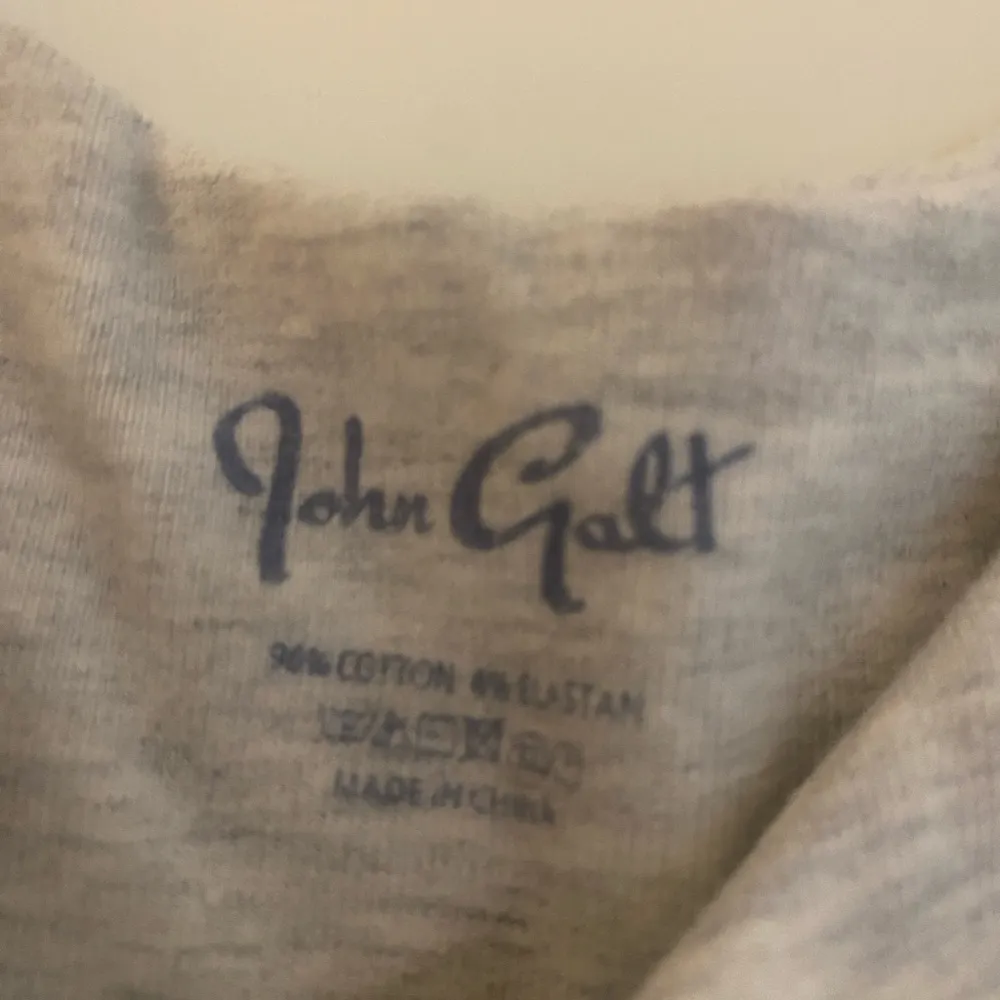 John Galt
96% COTTON 4% ELASTAN
MADE IN CHINA